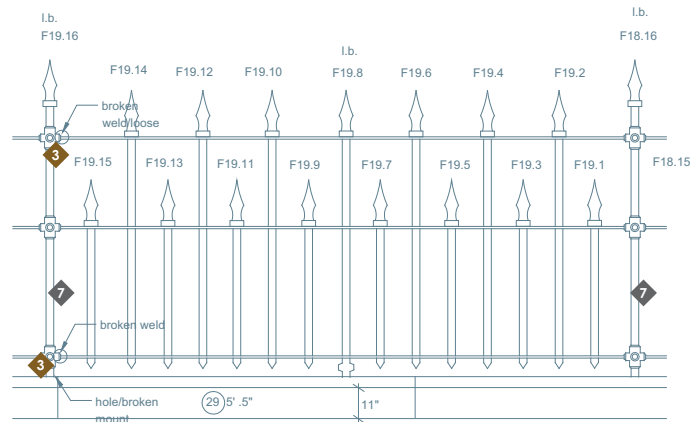 l.b.
F19.16
F19.14
F19.12
F19.10
l.b.
F19.8
F19.6
F19.4
F19.2
l.b.
F18.16
broken
weld/loose
3
F19.15
F19.13
F19.11
F19.9
F19.7
F19.5
F19.3
F19.1
F18.15
7
7
broken weld
3
hole/broken
mount
29 5' .5"
11"